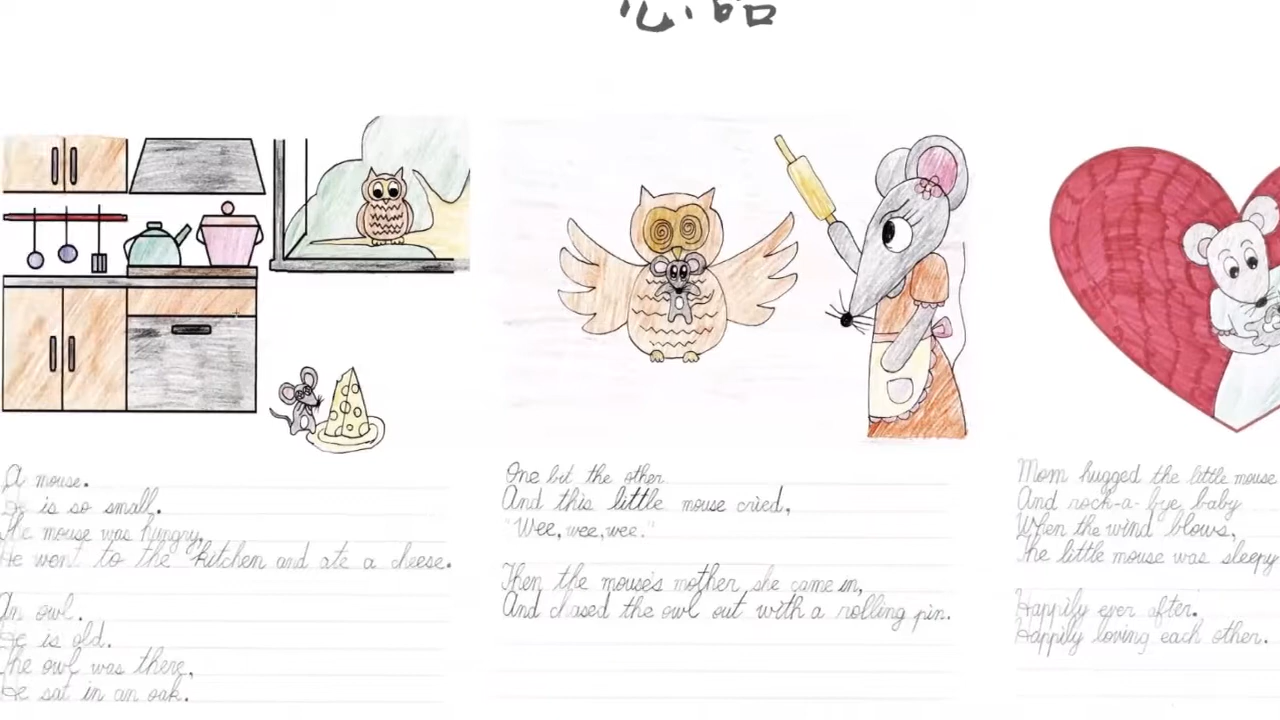 A mouse.
He is so small.
The mouse was hungry,
He went to the kitchen and ate a cheese.
An owl.
He is old.
The owl was there,
He sat in an oak.
One bit the other.
And this little mouse cried,
"Wee, wee, wee."
Then the mouse's mother, she came in,
And chased the owl out with a rolling pin.
Mom hugged the little mouse
And rock-a-bye baby
When the wind blows,
The little mouse was sleepy
Happily ever after.
Happily loving each other.